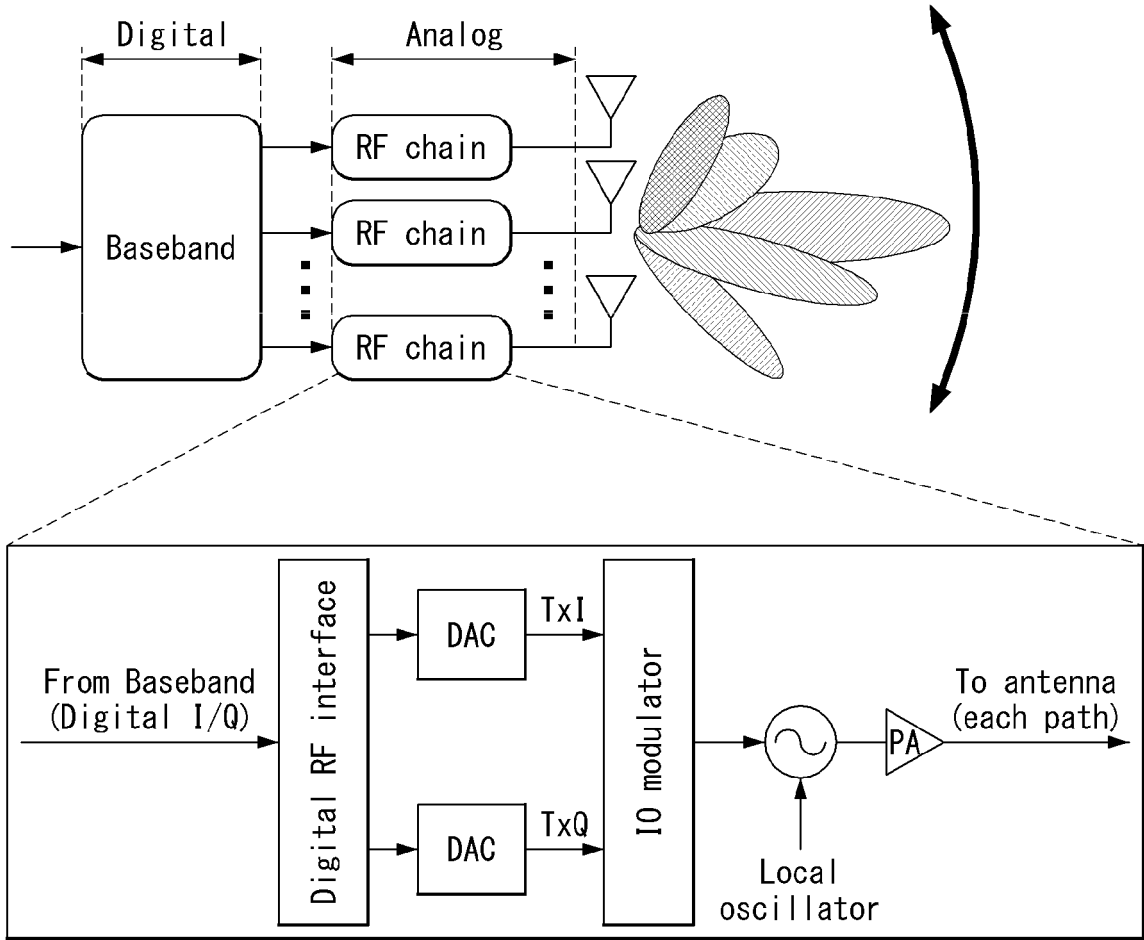 Digital
Analog
Baseband
RF chain
RF chain
RF chain
From Baseband
(Digital I/Q)
Digital RF interface
DAC
TxI
DAC
TxQ
IO modulator
Local
oscillator
PA
To antenna
(each path)